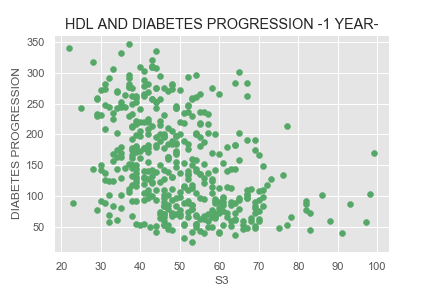 HDL AND DIABETES PROGRESSION -1 YEAR-
350
300
250
200
150
100
50
DIABETES PROGRESSION
20 30 40 50 60 70 80 90 100
S3